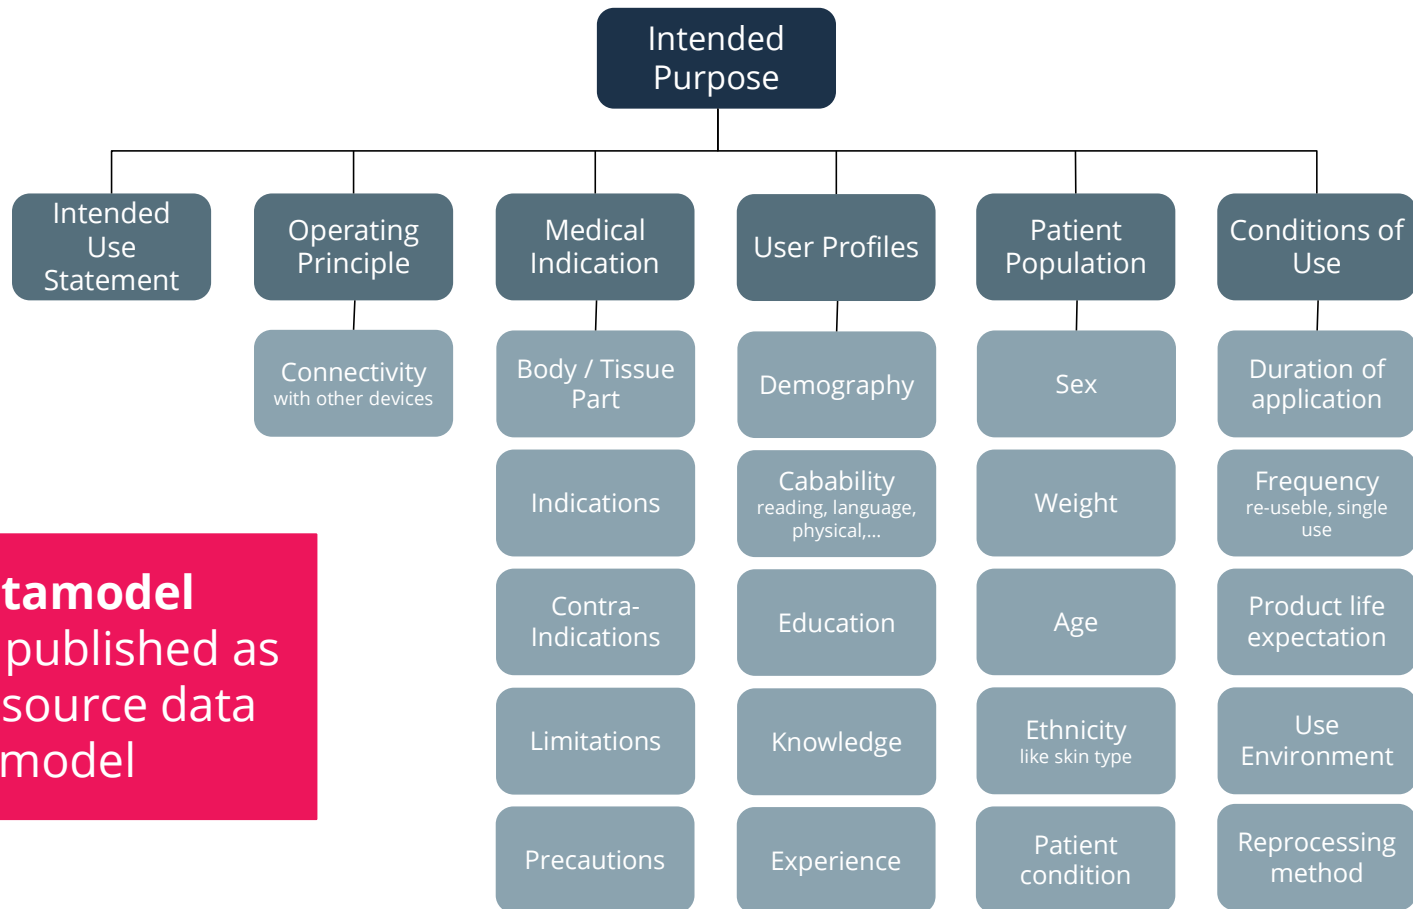 Intended
Purpose
Intended
Use
Statement
Operating
Principle
Medical
Indication
User Profiles
Patient
Population
Conditions of
Use
Connectivity
with other devices
Body / Tissue
Part
Indications
Contra-
Indications
Limitations
Precautions
Demography
Cabability
reading, language,
physical,...
Education
Knowledge
Experience
Sex
Weight
Age
Ethnicity
like skin type
Patient
condition
Duration of
application
Frequency
re-useble, single
use
Product life
expectation
Use
Environment
Reprocessing
method
tamodel
published as
source data
model